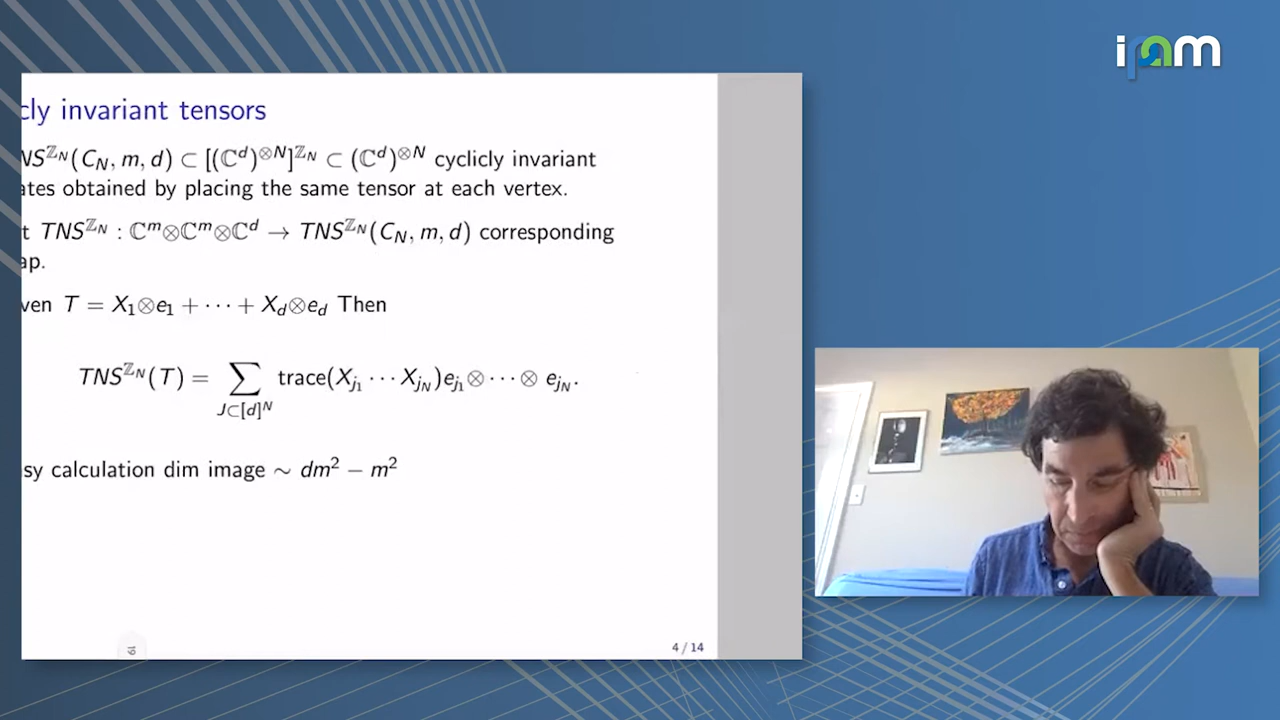 ipam
cly invariant tensors
NS^{ℤ_N}(C_N, m, d) ⊂ [(ℂ^d)^{⊗N}]^{ℤ_N} ⊂ (ℂ^d)^{⊗N} cyclicly invariant
ates obtained by placing the same tensor at each vertex.
t TNS^{ℤ_N} : ℂ^m⊗ℂ^m⊗ℂ^d → TNS^{ℤ_N}(C_N, m, d) corresponding
ap.
ven T = X_1⊗e_1 + ··· + X_d⊗e_d Then
TNS^{ℤ_N}(T) = ∑_{J⊂[d]^N} trace(X_{j_1} ··· X_{j_N})e_{j_1}⊗ ··· ⊗ e_{j_N}.
sy calculation dim image ∼ dm^2 − m^2
4 / 14